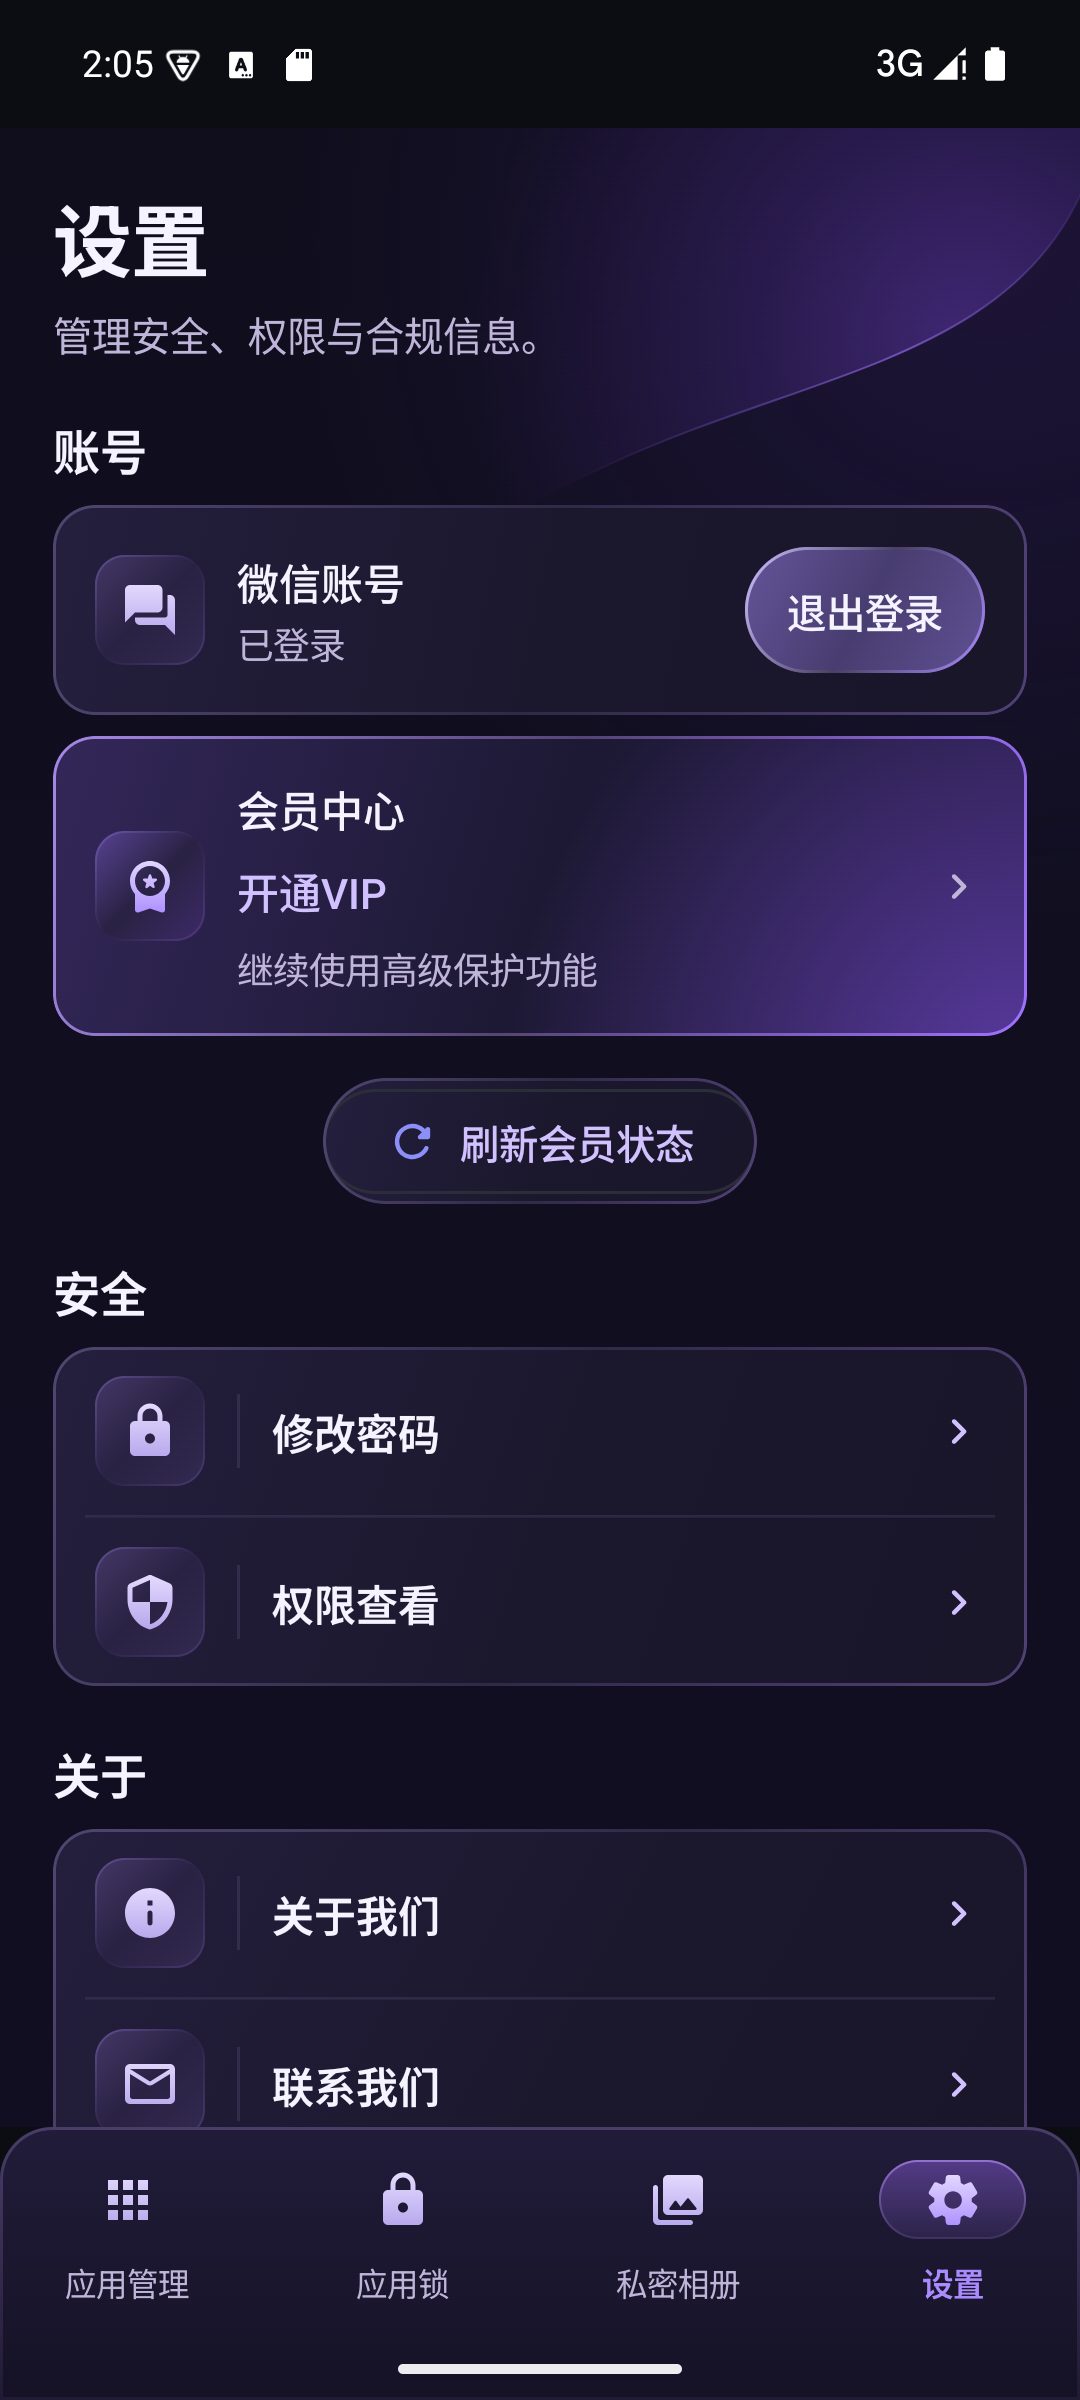 2:05
3G
设置
管理安全、权限与合规信息。
账号
微信账号
已登录
退出登录
会员中心
开通VIP
继续使用高级保护功能
刷新会员状态
安全
修改密码
权限查看
关于
关于我们
联系我们
应用管理
应用锁
私密相册
设置